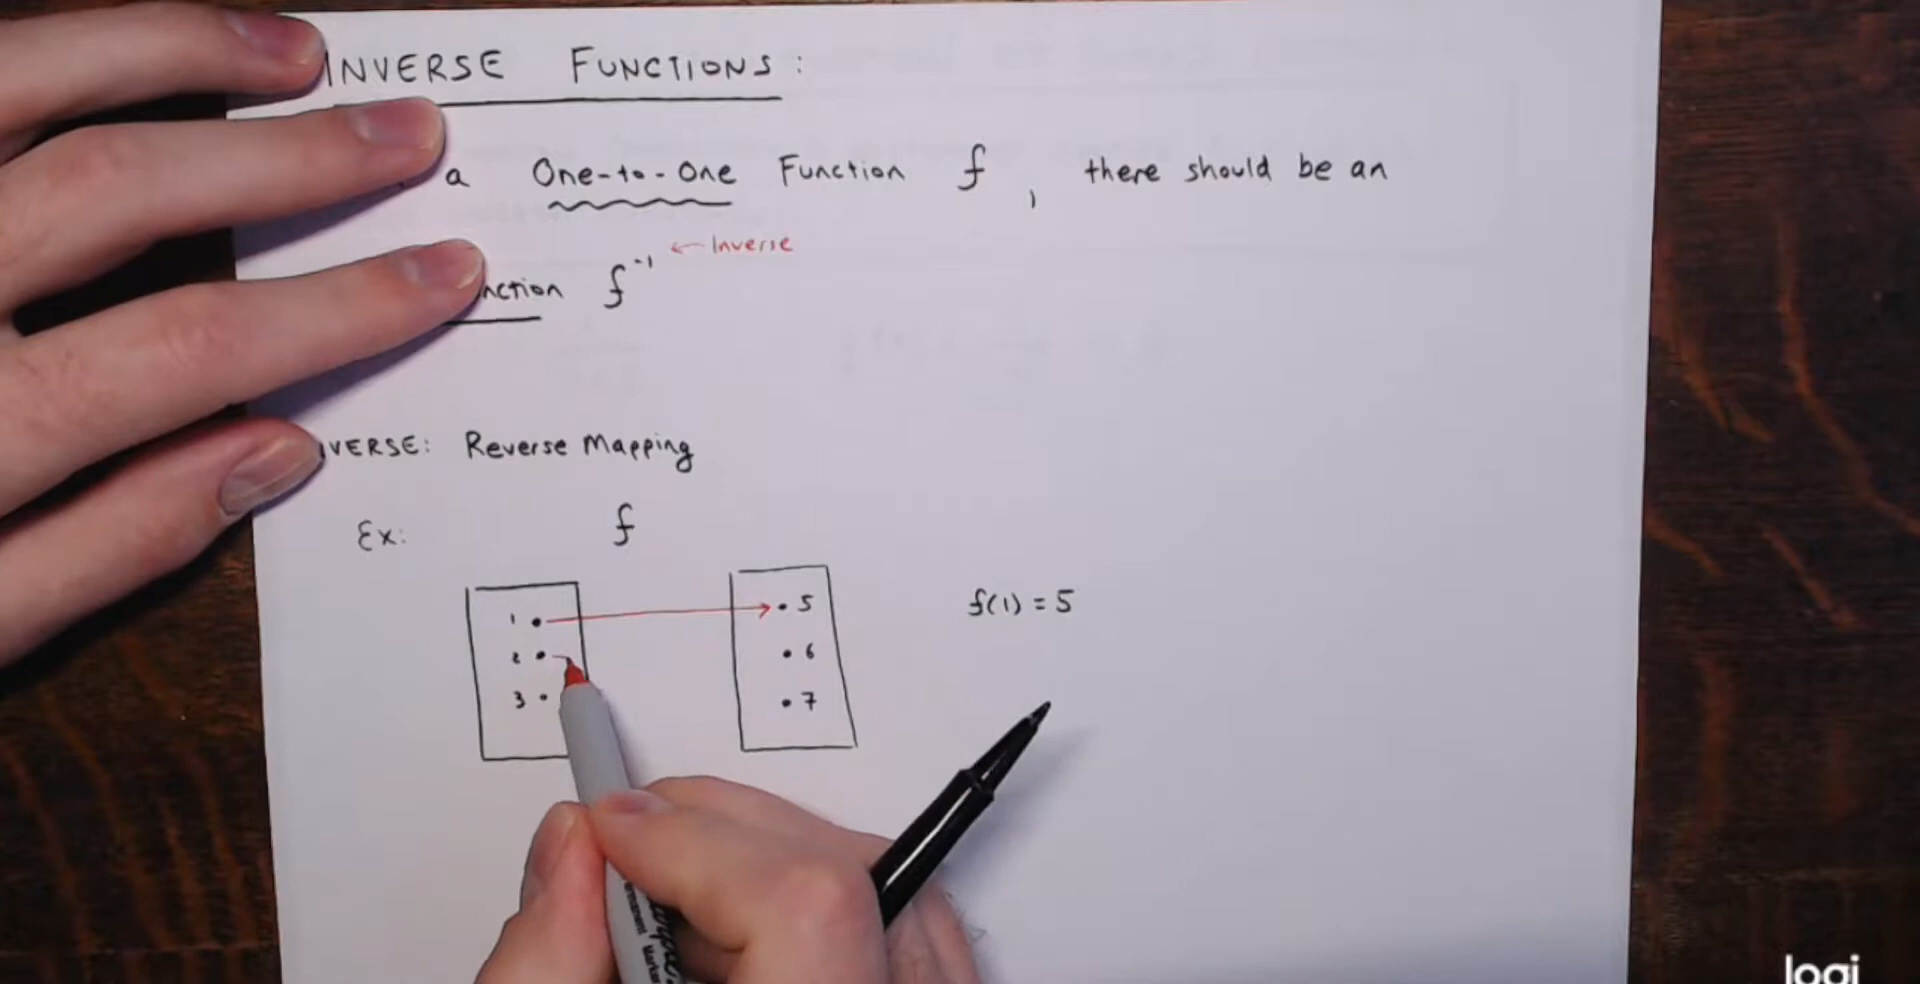 INVERSE FUNCTIONS:
a One-to-One Function f, there should be an
f⁻¹ ← Inverse
VERSE: Reverse Mapping
Ex: f
1 • → • 5 f(1) = 5
2 • • 6
3 • • 7
logi